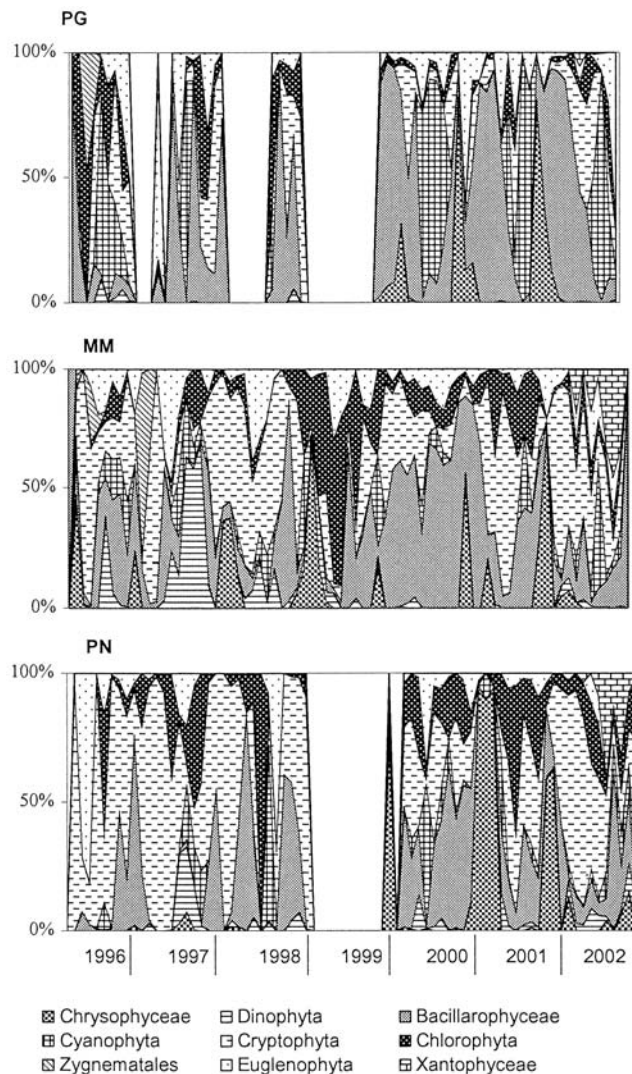 PG
100%
50%
0%
MM
100%
50%
0%
PN
100%
50%
0%
1996 1997 1998 1999 2000 2001 2002
Chrysophyceae Dinophyta Bacillarophyceae
Cyanophyta Cryptophyta Chlorophyta
Zygnematales Euglenophyta Xantophyceae